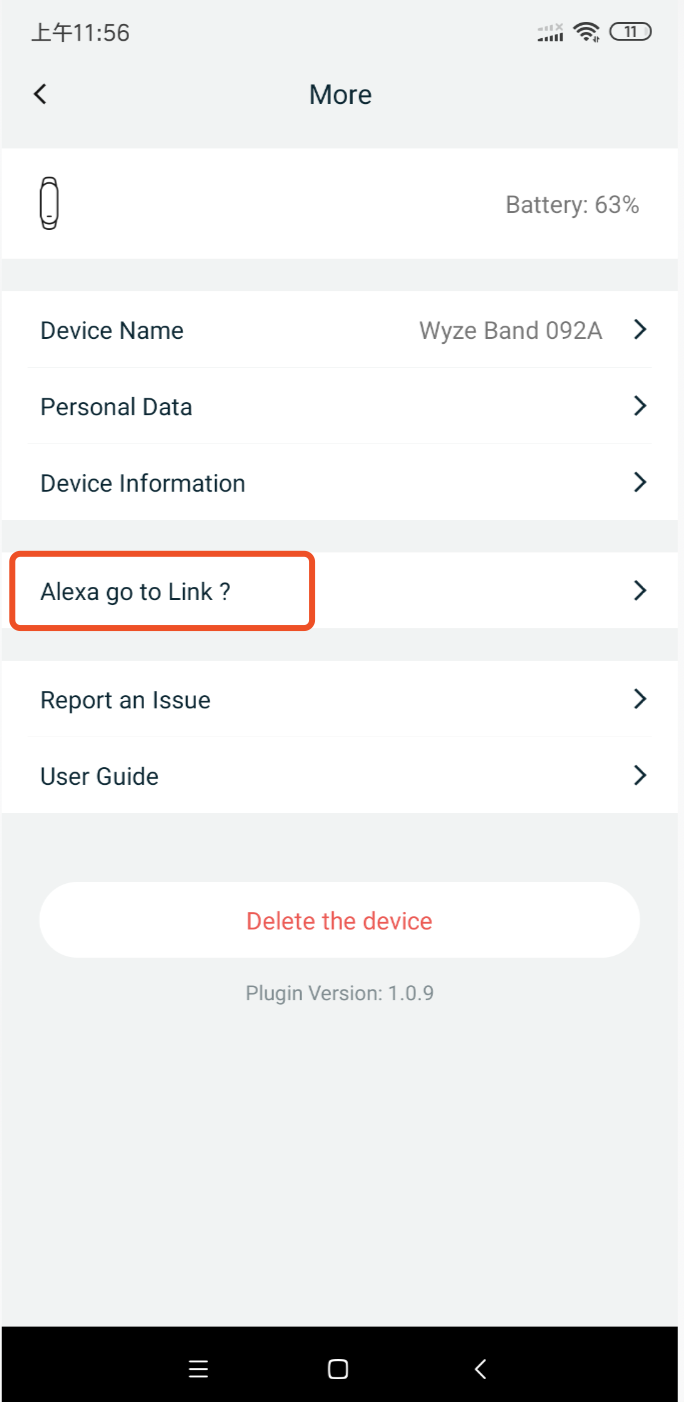 上午11:56
11
More
Battery: 63%
Device Name
Wyze Band 092A
Personal Data
Device Information
Alexa go to Link ?
Report an Issue
User Guide
Delete the device
Plugin Version: 1.0.9